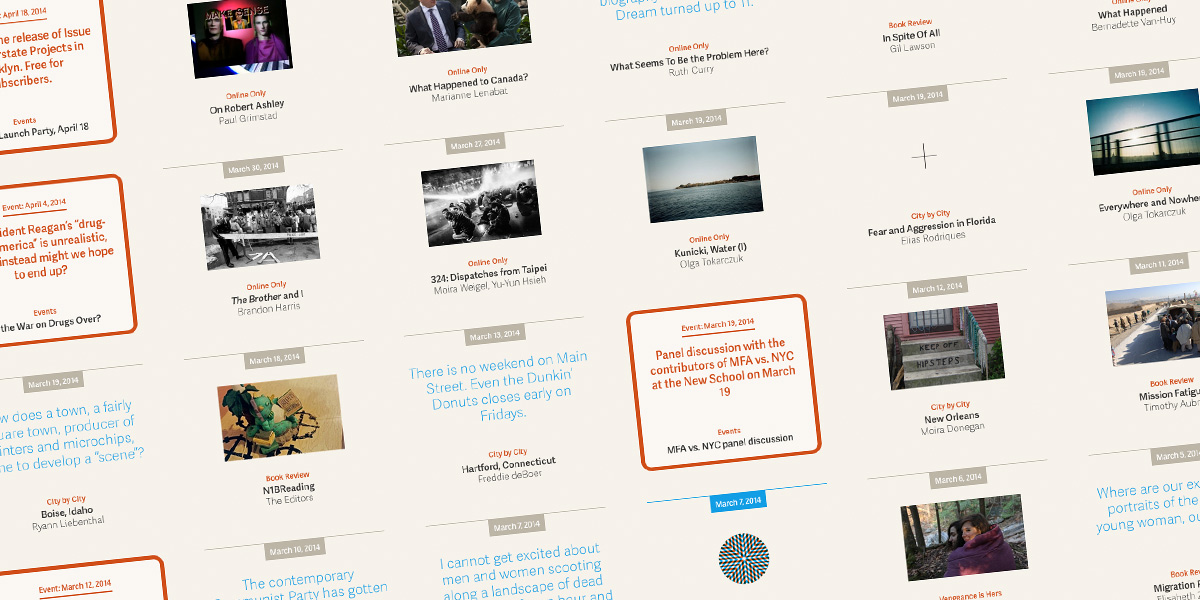 April 18, 2014
he release of Issue
rstate Projects in
klyn. Free for
bscribers.
Events
Launch Party, April 18
Event: April 4, 2014
ident Reagan's “drug-
merica” is unrealistic,
instead might we hope
to end up?
Events
the War on Drugs Over?
March 19, 2014
w does a town, a fairly
uare town, producer of
inters and microchips,
me to develop a “scene”?
City by City
Boise, Idaho
Ryann Liebenthal
Event: March 12, 2014
MAKE SENSE
Online Only
On Robert Ashley
Paul Grimstad
March 30, 2014
Online Only
The Brother and I
Brandon Harris
March 18, 2014
Book Review
N1BReading
The Editors
March 10, 2014
The contemporary
munist Party has gotten
Online Only
What Happened to Canada?
Marianne Lenabat
March 27, 2014
Online Only
324: Dispatches from Taipei
Moira Weigel, Yu-Yun Hsieh
March 13, 2014
There is no weekend on Main
Street. Even the Dunkin'
Donuts closes early on
Fridays.
City by City
Hartford, Connecticut
Freddie deBoer
March 7, 2014
I cannot get excited about
men and women scooting
along a landscape of dead
hour and
Dream turned up to 11.
Online Only
What Seems To Be the Problem Here?
Ruth Curry
March 19, 2014
Online Only
Kunicki, Water (I)
Olga Tokarczuk
Event: March 19, 2014
Panel discussion with the
contributors of MFA vs. NYC
at the New School on March
19
Events
MFA vs. NYC panel discussion
March 7, 2014
Book Review
In Spite Of All
Gil Lawson
March 19, 2014
City by City
Fear and Aggression in Florida
Elias Rodriques
March 12, 2014
KEEP OFF
HIPSTERS
City by City
New Orleans
Moira Donegan
March 6, 2014
Vengeance Is Hers
What Happened
Bernadette Van-Huy
March 19, 2014
Online Only
Everywhere and Nowhe
Olga Tokarczuk
March 11, 2014
Book Review
Mission Fatigu
Timothy Aubr
March 5, 201
Where are our ex
portraits of the
young woman, ou
Book Rev
Migration F
Elisabeth